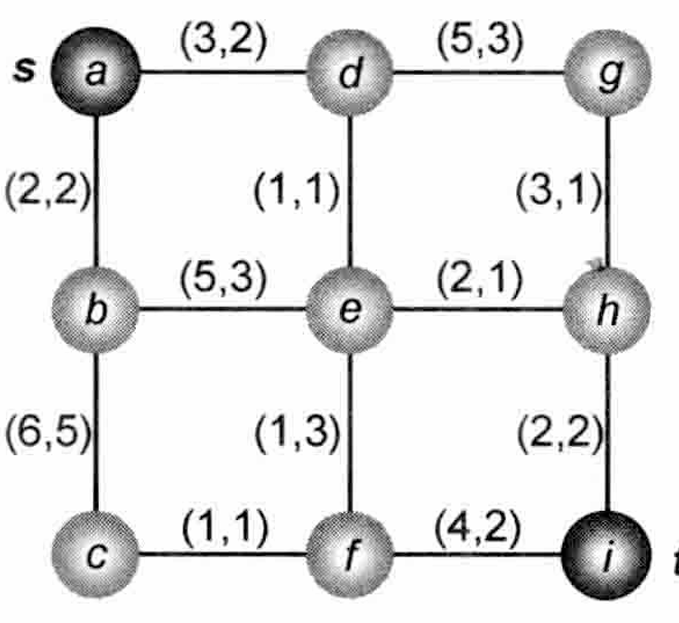 (3,2) (5,3)
s a d g
(2,2) (1,1) (3,1)
(5,3) (2,1)
b e h
(6,5) (1,3) (2,2)
(1,1) (4,2)
c f i t